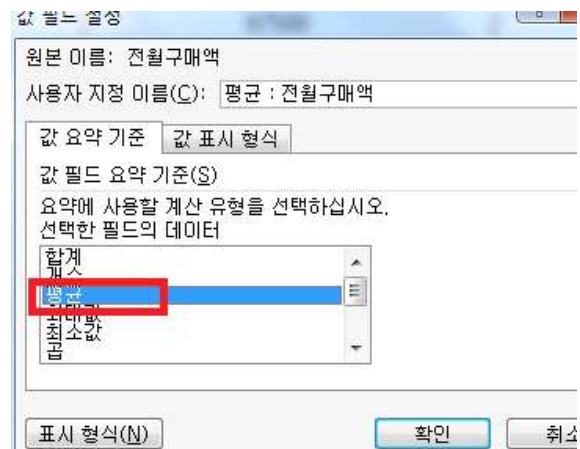 값 필드 설정
원본 이름: 전월구매액
사용자 지정 이름(C): 평균 : 전월구매액
값 요약 기준 값 표시 형식
값 필드 요약 기준(S)
요약에 사용할 계산 유형을 선택하십시오.
선택한 필드의 데이터
합계
개수
평균
최대값
최소값
곱
표시 형식(N) 확인 취소